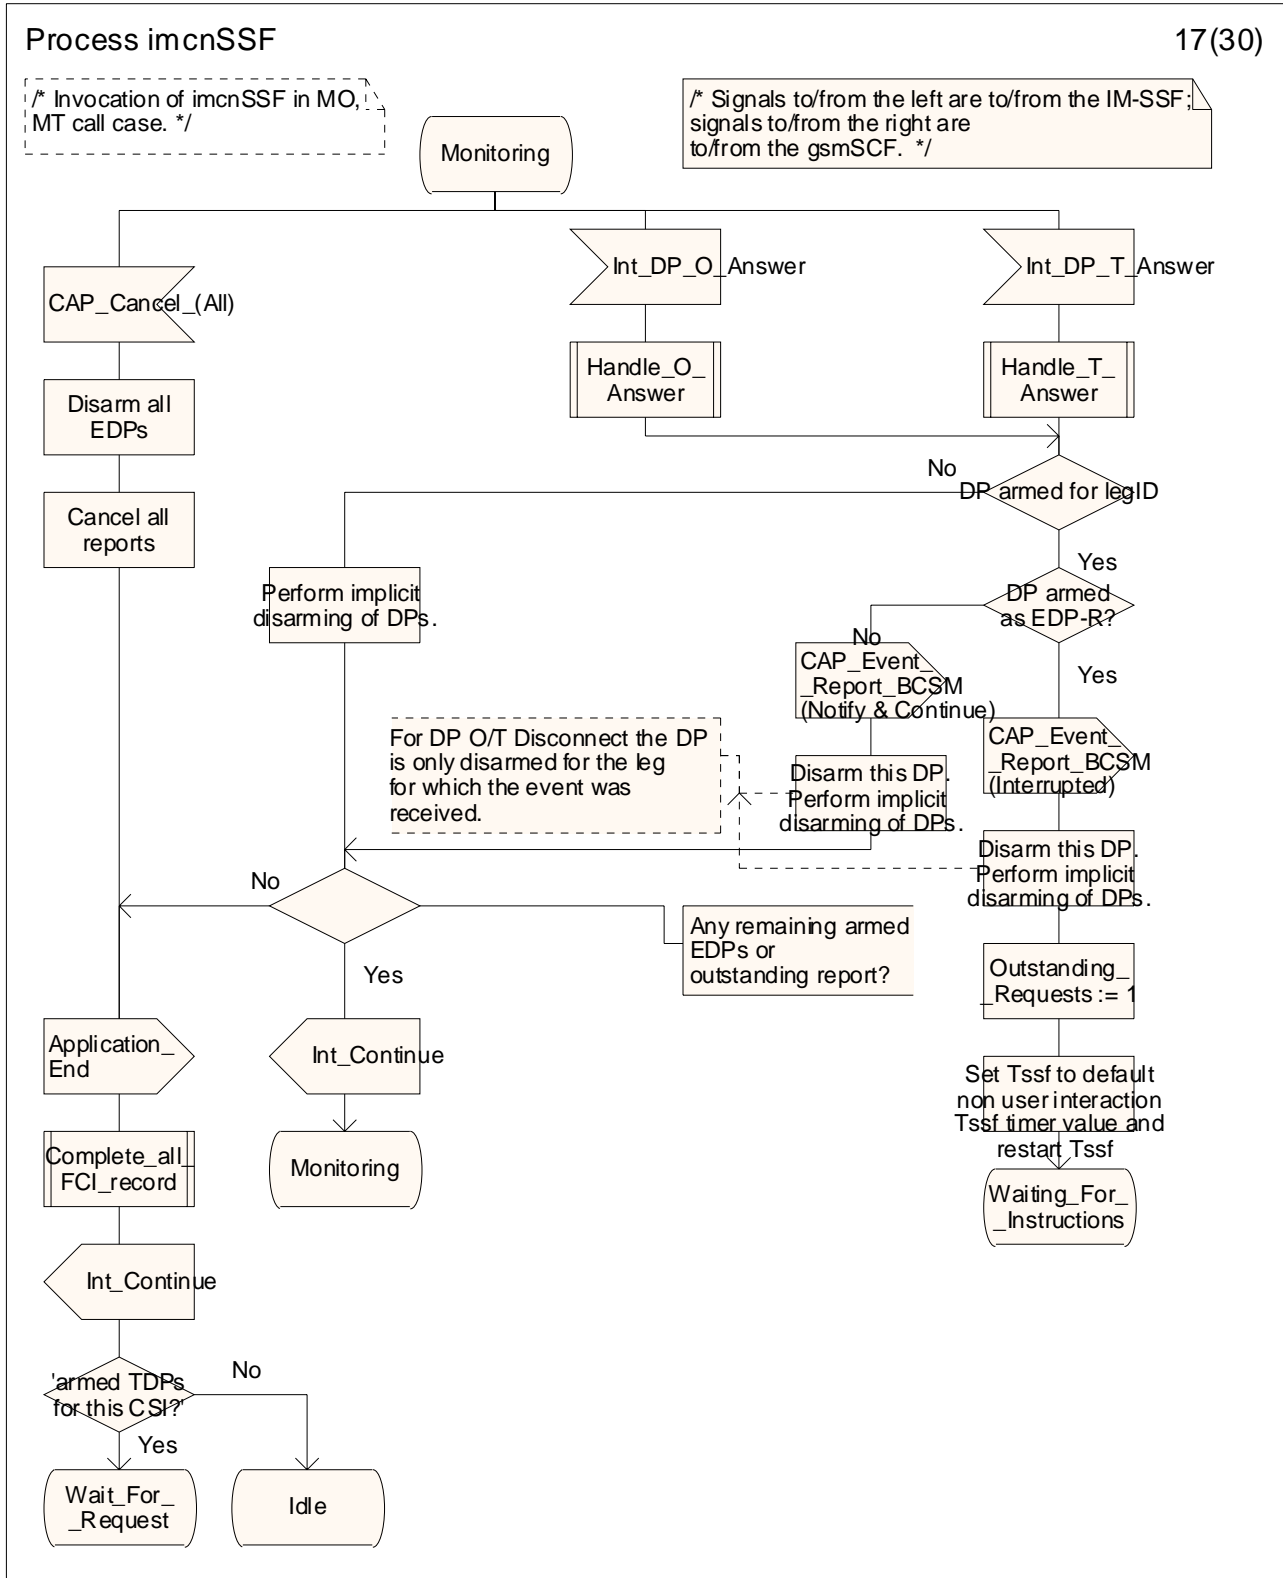 Process imcnSSF
17(30)
/* Invocation of imcnSSF in MO,
MT call case. */
/* Signals to/from the left are to/from the IM-SSF;
signals to/from the right are
to/from the gsmSCF. */
Monitoring
CAP_Cancel_(All)
Int_DP_O_Answer
Int_DP_T_Answer
Disarm all
EDPs
Handle_O_
Answer
Handle_T_
Answer
Cancel all
reports
No
DP armed for legID
Yes
Perform implicit
disarming of DPs.
DP armed
as EDP-R?
No
Yes
CAP_Event_
_Report_BCSM
(Notify & Continue)
CAP_Event_
_Report_BCSM
(Interrupted)
For DP O/T Disconnect the DP
is only disarmed for the leg
for which the event was
received.
Disarm this DP.
Perform implicit
disarming of DPs.
Disarm this DP.
Perform implicit
disarming of DPs.
No
Yes
Any remaining armed
EDPs or
outstanding report?
Outstanding_
_Requests := 1
Application_
End
Int_Continue
Set Tssf to default
non user interaction
Tssf timer value and
restart Tssf
Complete_all_
FCI_record
Monitoring
Waiting_For_
_Instructions
Int_Continue
'armed TDPs
for this CSI?'
No
Yes
Wait_For_
_Request
Idle